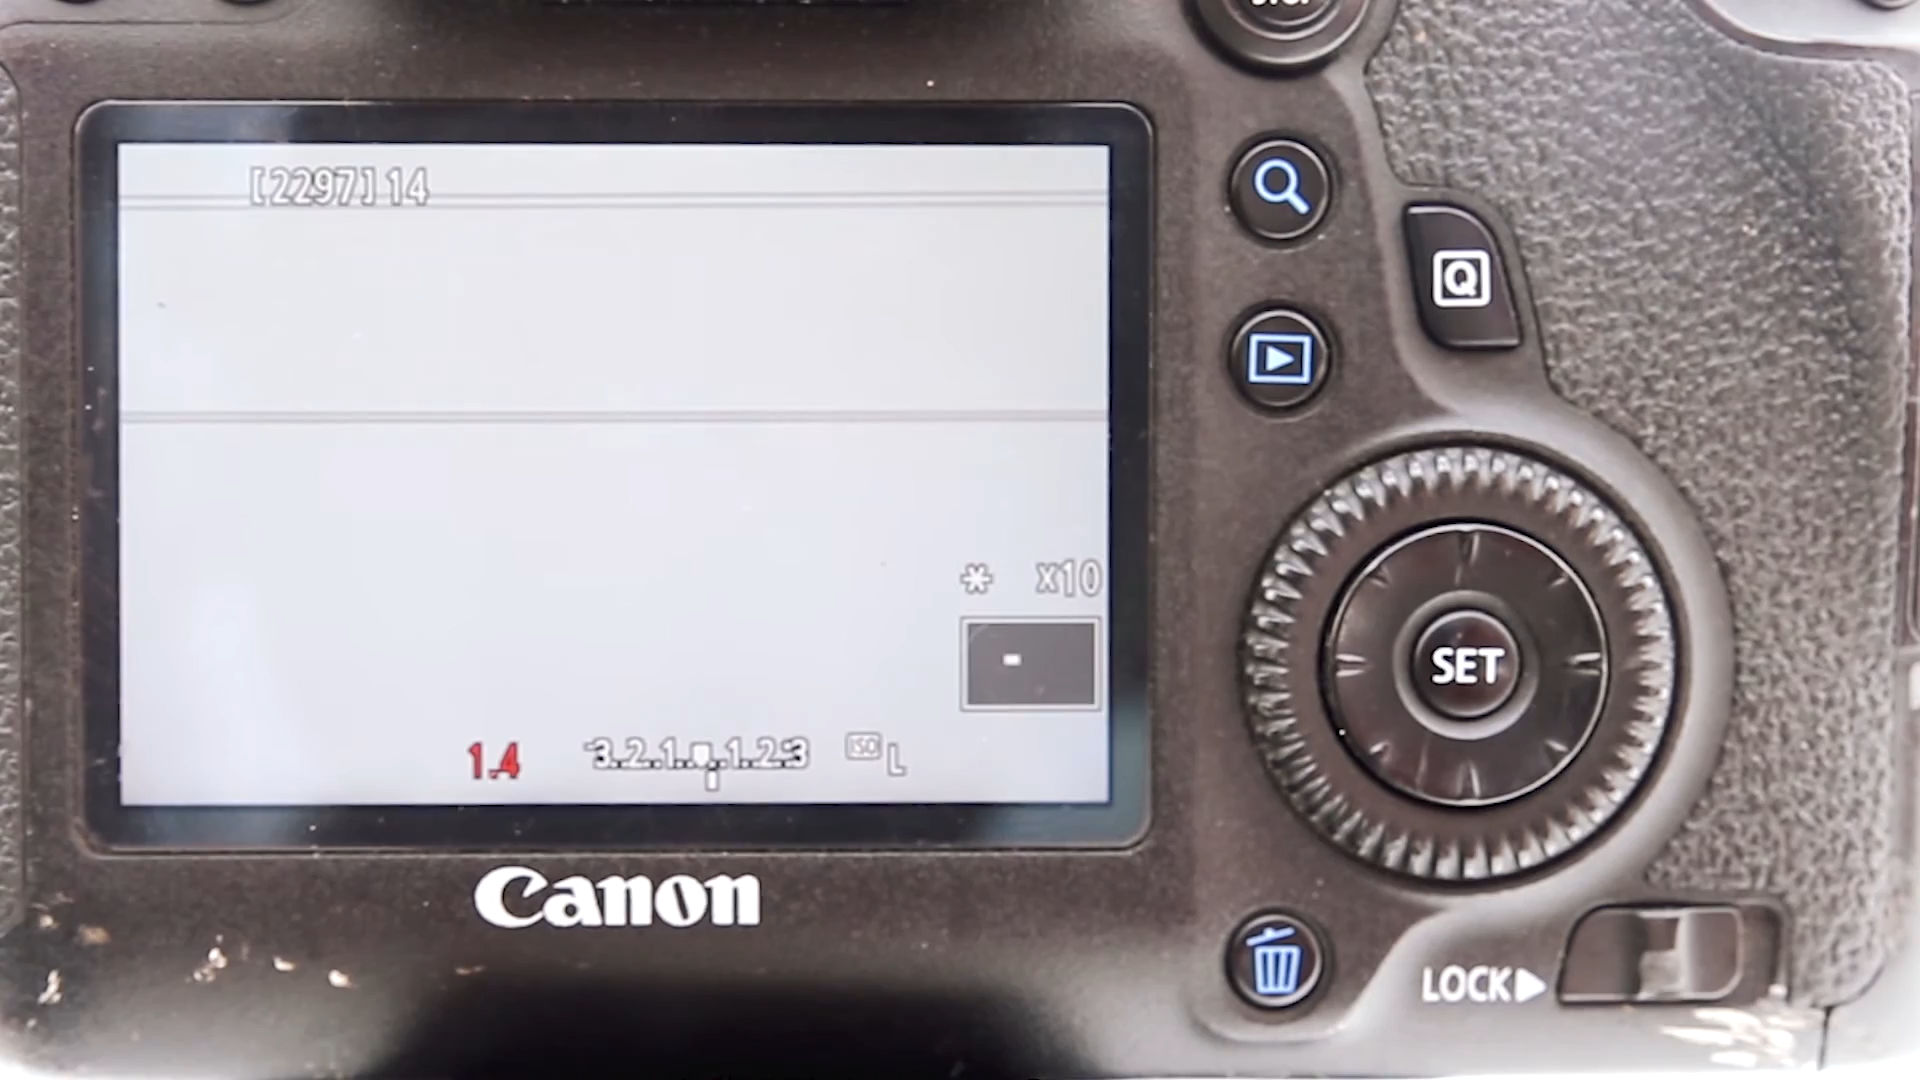 [2297] 14
* x10
1.4 -3..2..1..0..1..2..3 ISO L
Canon
Q
SET
LOCK▶